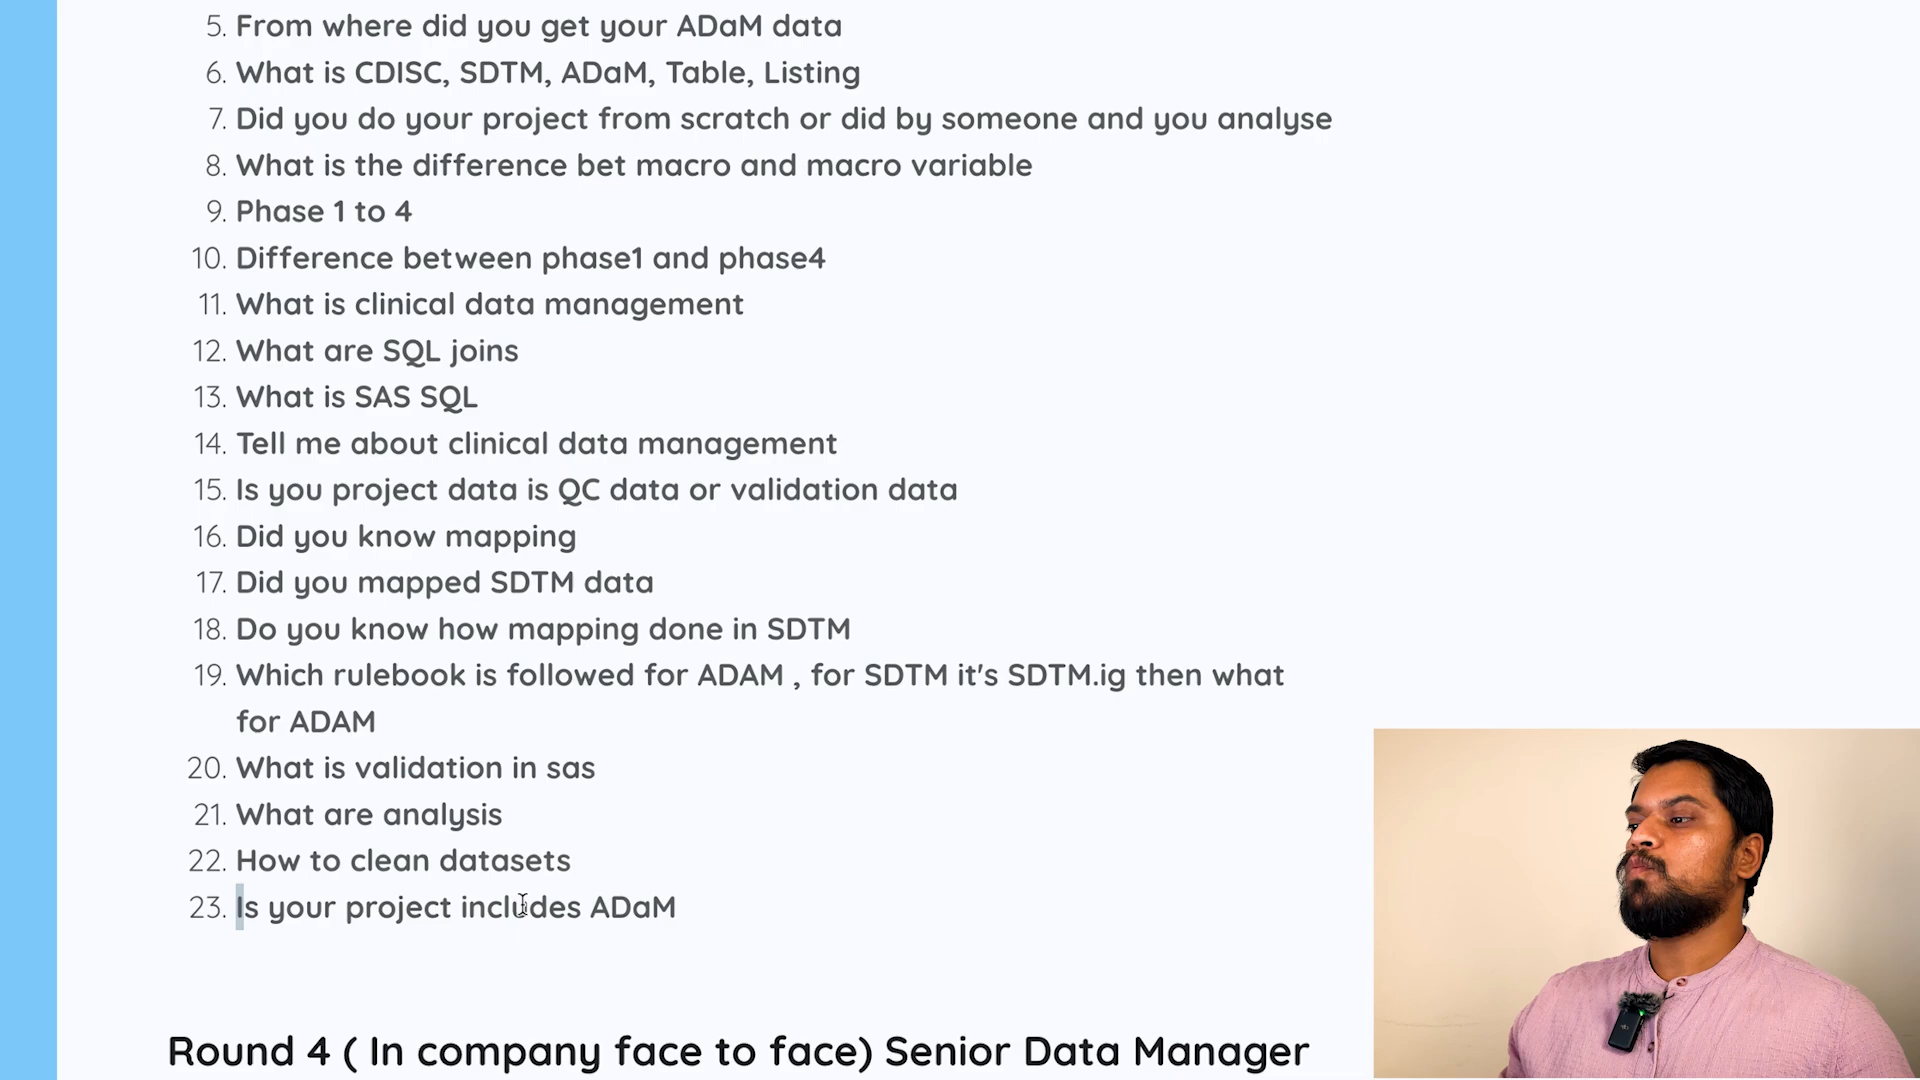 5. From where did you get your ADaM data
6. What is CDISC, SDTM, ADaM, Table, Listing
7. Did you do your project from scratch or did by someone and you analyse
8. What is the difference bet macro and macro variable
9. Phase 1 to 4
10. Difference between phase1 and phase4
11. What is clinical data management
12. What are SQL joins
13. What is SAS SQL
14. Tell me about clinical data management
15. Is you project data is QC data or validation data
16. Did you know mapping
17. Did you mapped SDTM data
18. Do you know how mapping done in SDTM
19. Which rulebook is followed for ADAM , for SDTM it's SDTM.ig then what
for ADAM
20. What is validation in sas
21. What are analysis
22. How to clean datasets
23. Is your project includes ADaM
Round 4 ( In company face to face) Senior Data Manager